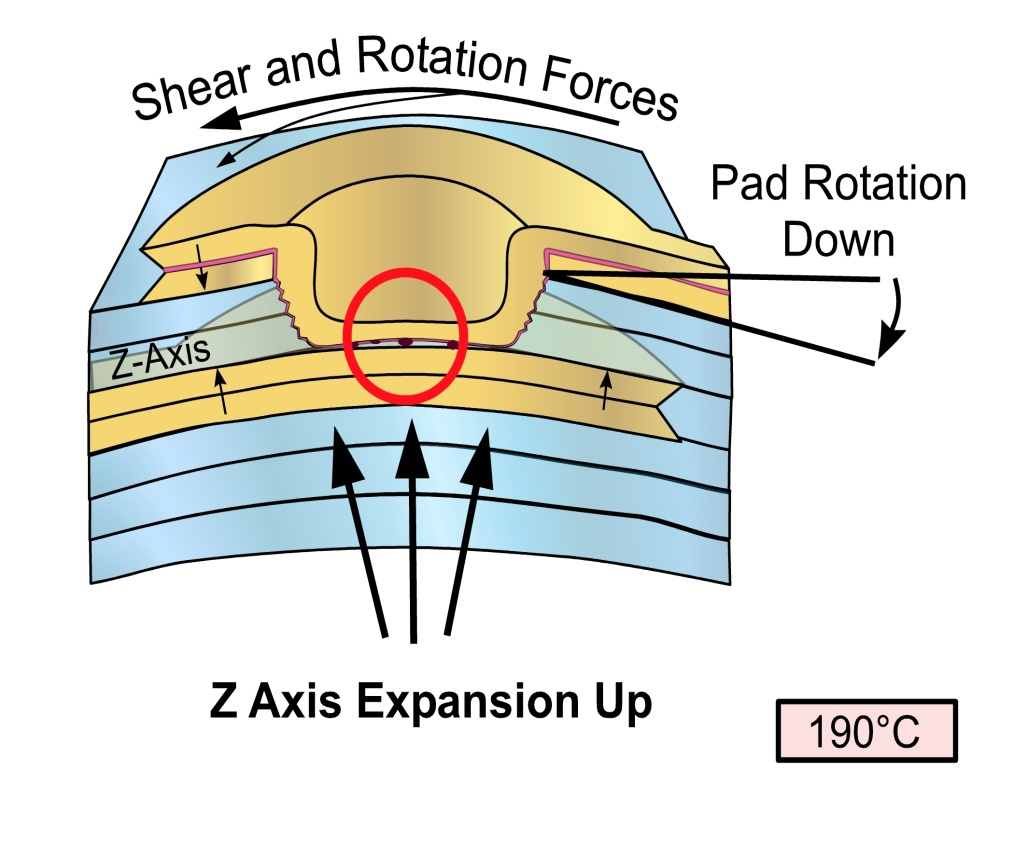 Shear and Rotation Forces
Pad Rotation
Down
Z-Axis
Z Axis Expansion Up
190°C